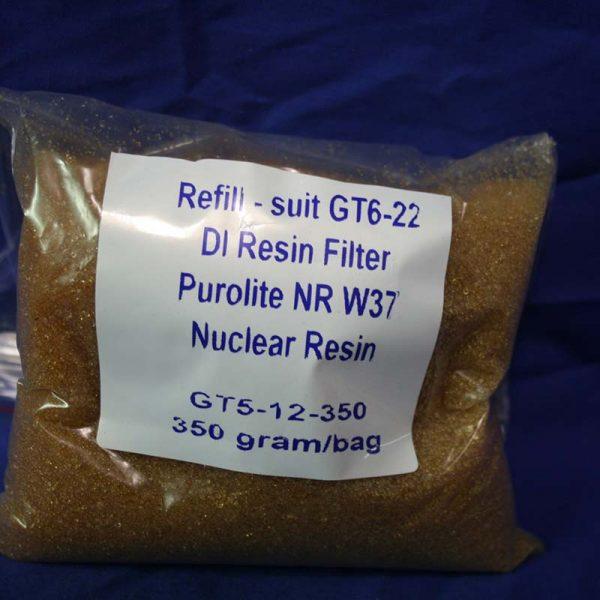 Refill - suit GT6-22
DI Resin Filter
Purolite NR W37
Nuclear Resin
GT5-12-350
350 gram/bag